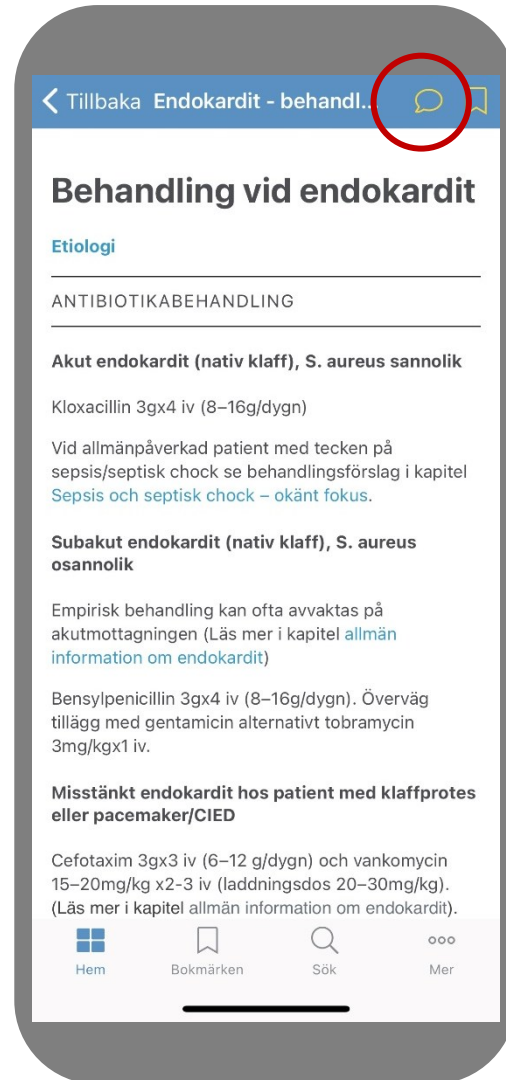 Tillbaka Endokardit - behandl...
Behandling vid endokardit
Etiologi
ANTIBIOTIKABEHANDLING
Akut endokardit (nativ klaff), S. aureus sannolik
Kloxacillin 3gx4 iv (8–16g/dygn)
Vid allmänpåverkad patient med tecken på
sepsis/septisk chock se behandlingsförslag i kapitel
Sepsis och septisk chock – okänt fokus.
Subakut endokardit (nativ klaff), S. aureus
osannolik
Empirisk behandling kan ofta avvaktas på
akutmottagningen (Läs mer i kapitel allmän
information om endokardit)
Bensylpenicillin 3gx4 iv (8–16g/dygn). Överväg
tillägg med gentamicin alternativt tobramycin
3mg/kgx1 iv.
Misstänkt endokardit hos patient med klaffprotes
eller pacemaker/CIED
Cefotaxim 3gx3 iv (6–12 g/dygn) och vankomycin
15–20mg/kg x2-3 iv (laddningsdos 20–30mg/kg).
(Läs mer i kapitel allmän information om endokardit).
Hem Bokmärken Sök Mer